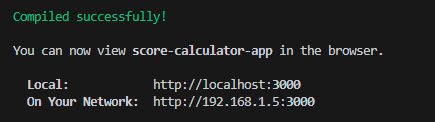 Compiled successfully!
You can now view score-calculator-app in the browser.
Local: http://localhost:3000
On Your Network: http://192.168.1.5:3000